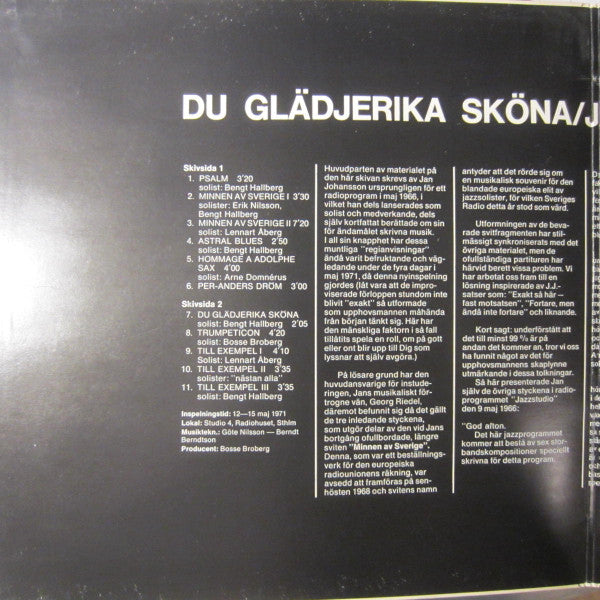 DU GLÄDJERIKA SKÖNA/J
Skivsida 1
1. PSALM 3'20
solist: Bengt Hallberg
2. MINNEN AV SVERIGE I 3'30
solister: Erik Nilsson,
Bengt Hallberg
3. MINNEN AV SVERIGE II 7'20
solist: Lennart Åberg
4. ASTRAL BLUES 2'50
solist: Bengt Hallberg
5. HOMMAGE A ADOLPHE
SAX 4'00
solist: Arne Domnérus
6. PER-ANDERS DRÖM 3'00
Skivsida 2
7. DU GLÄDJERIKA SKÖNA
solist: Bengt Hallberg 2'05
8. TRUMPETICON 4'20
solist: Bosse Broberg
9. TILL EXEMPEL I 4'10
solist: Lennart Åberg
10. TILL EXEMPEL II 3'35
solister: "nästan alla"
11. TILL EXEMPEL III 3'35
solist: Bengt Hallberg
Inspelningstid: 12—15 maj 1971
Lokal: Studio 4, Radiohuset, Sthlm
Musiktekn.: Göte Nilsson — Berndt
Berndtson
Producent: Bosse Broberg
Huvudparten av materialet på
den här skivan skrevs av Jan
Johansson ursprungligen för ett
radioprogram i maj 1966, i
vilket han dels lanserades som
solist och medverkande, dels
själv kortfattat berättade om sin
för ändamålet skrivna musik.
I all sin knapphet har dessa
muntliga "regianvisningar"
ändå varit befruktande och väg-
ledande under de fyra dagar i
maj 1971, då denna nyinspelning
gjordes (låt vara att de impro-
viserade förloppen stundom inte
blivit "exakt" så utformade
som upphovsmannen måhända
från början tänkt sig. Här har
den mänskliga faktorn i så fall
tillåtits spela en roll, om på gott
eller ont blir upp till Dig som
lyssnar att själv avgöra.)
På lösare grund har den
huvudansvarige för instude-
ringen, Jans musikaliskt för-
trogne vän, Georg Riedel,
däremot befunnit sig då det gällt
de tre inledande styckena,
som utgör delar av den vid Jans
bortgång ofullbordade, längre
sviten "Minnen av Sverige".
Denna, som var ett beställnings-
verk för den europeiska
radiounionens räkning, var
avsedd att framföras på sen-
hösten 1968 och svitens namn
antyder att det rörde sig om
en musikalisk souvenir för den
blandade europeiska elit av
jazzsolister, för vilken Sveriges
Radio detta år stod som värd.
Utformningen av de beva-
rade svitfragmenten har stil-
mässigt synkroniserats med det
övriga materialet, men de
ofullständiga partituren har
härvid berett vissa problem. Vi
har arbetat oss fram till en
lösning inspirerade av J.J.-
satser som: "Exakt så här —
fast motsatsen", "Fortare, men
ändå inte fortare" och liknande.
Kort sagt: underförstått att
det till minst 99 % är på
andan det kommer an, tror vi oss
ha funnit något av det för
upphovsmannens skaplynne
utmärkande i dessa tolkningar.
Så här presenterade Jan
själv de övriga styckena i radio-
programmet "Jazzstudio"
den 9 maj 1966:
"God afton.
Det här jazzprogrammet
kommer att bestå av sex stor-
bandskompositioner speciellt
skrivna för detta program.